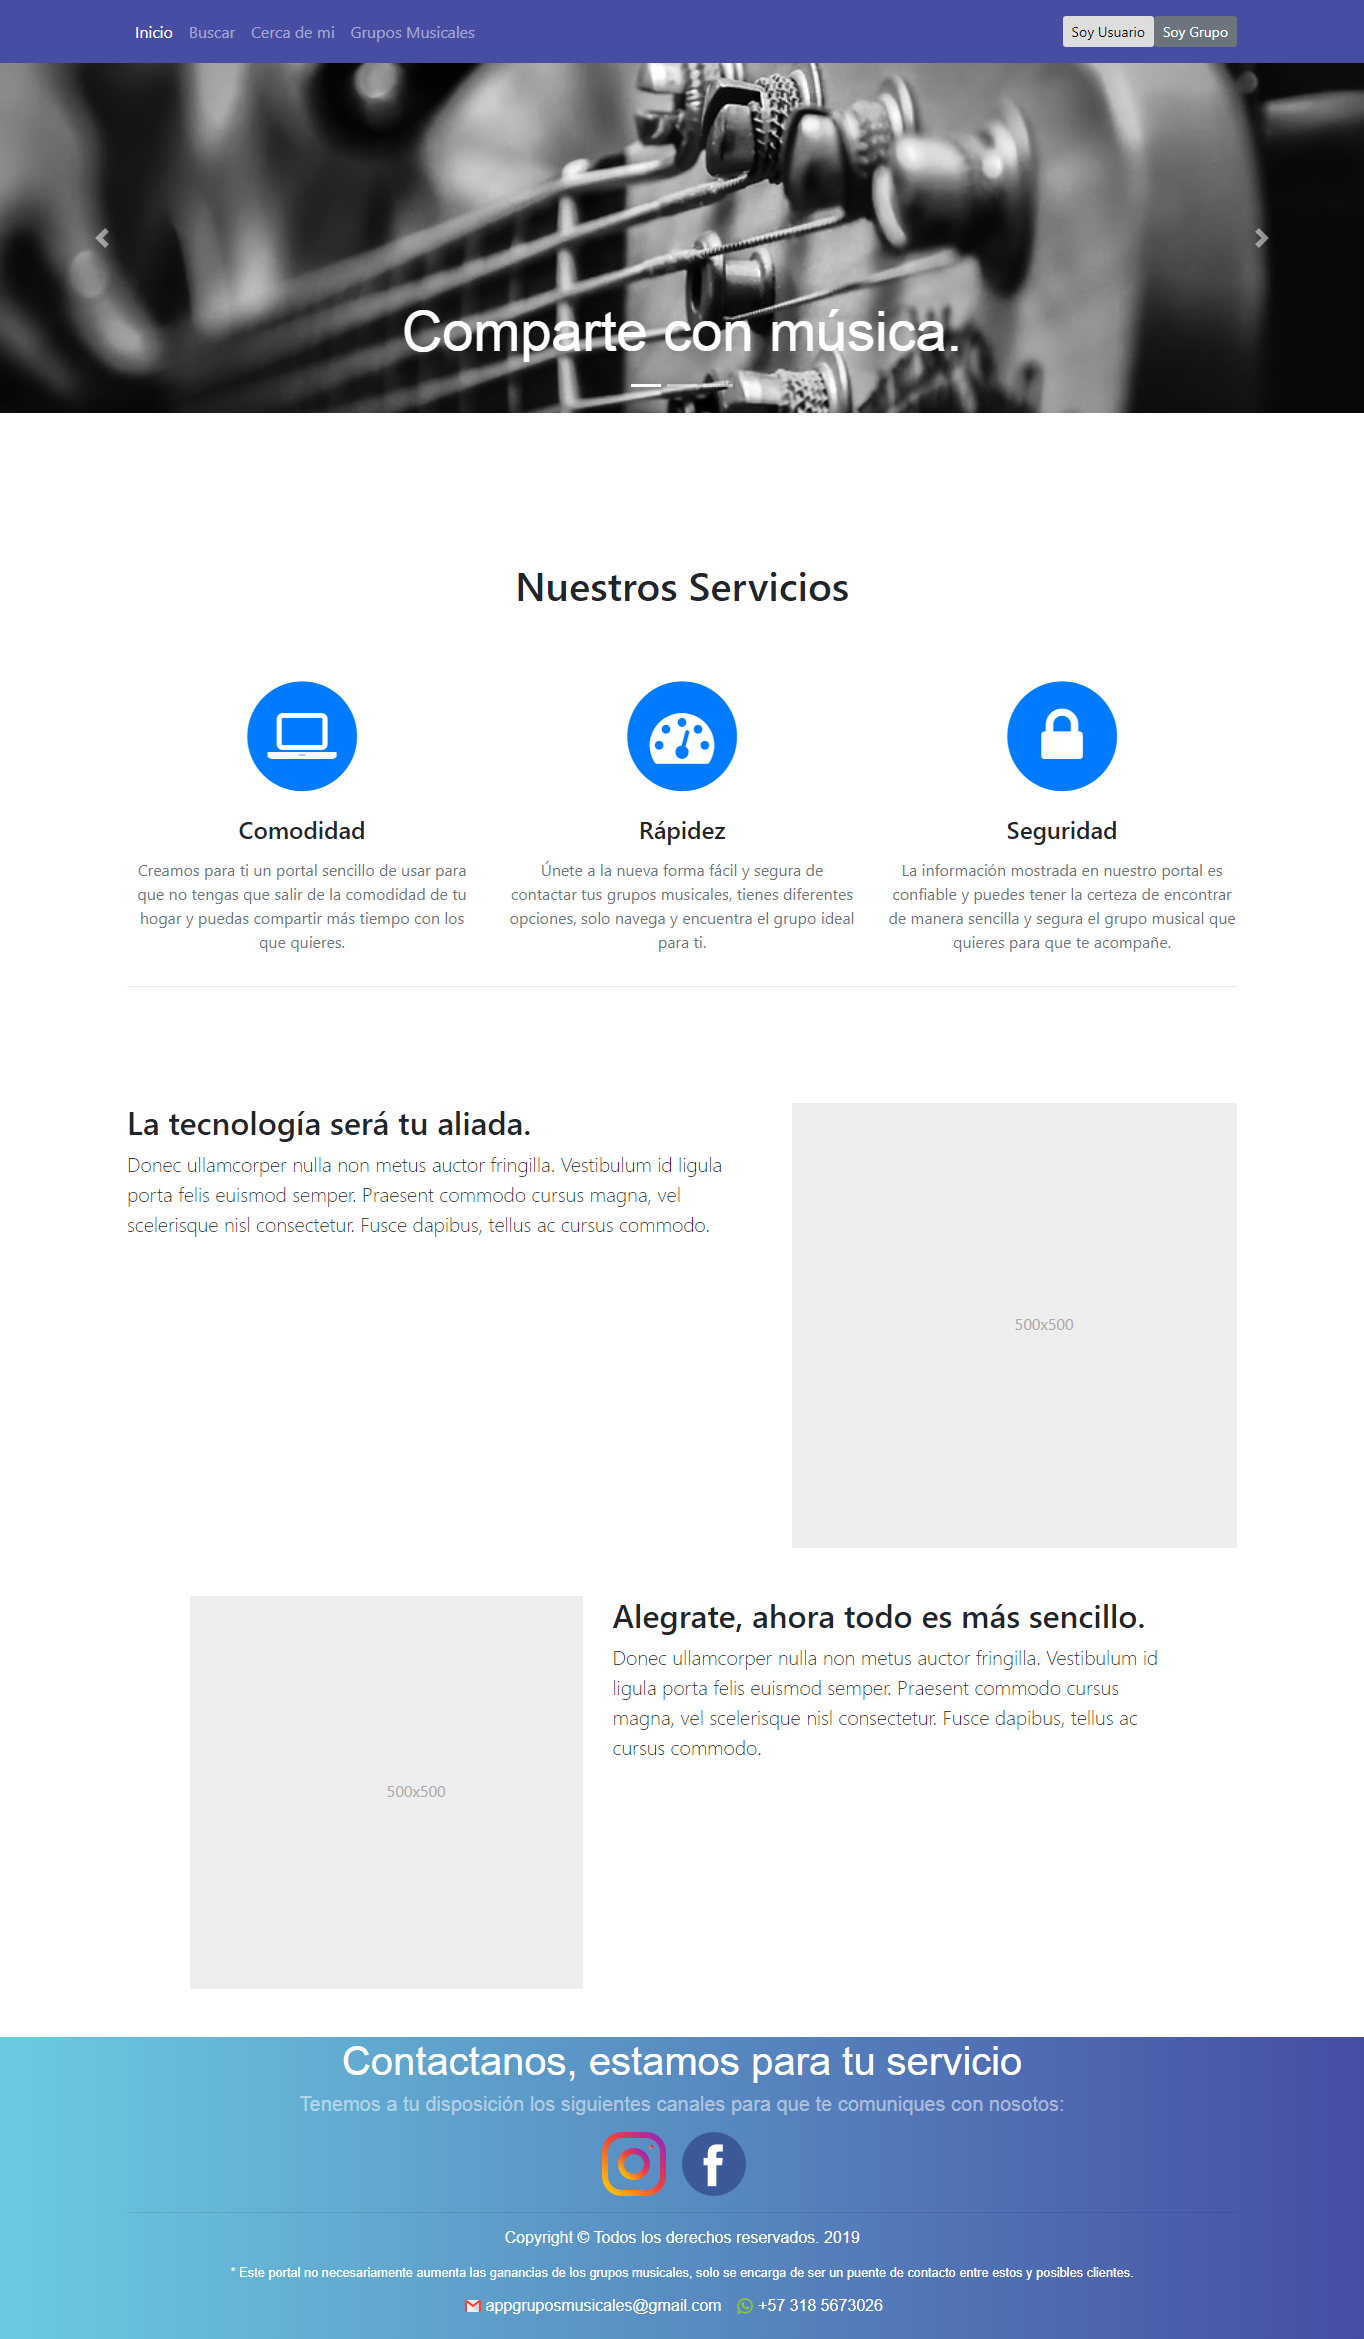 Inicio Buscar Cerca de mi Grupos Musicales Soy Usuario Soy Grupo
Comparte con música.
Nuestros Servicios
Comodidad
Creamos para ti un portal sencillo de usar para
que no tengas que salir de la comodidad de tu
hogar y puedas compartir más tiempo con los
que quieres.
Rápidez
Únete a la nueva forma fácil y segura de
contactar tus grupos musicales, tienes diferentes
opciones, solo navega y encuentra el grupo ideal
para ti.
Seguridad
La información mostrada en nuestro portal es
confiable y puedes tener la certeza de encontrar
de manera sencilla y segura el grupo musical que
quieres para que te acompañe.
La tecnología será tu aliada.
Donec ullamcorper nulla non metus auctor fringilla. Vestibulum id ligula
porta felis euismod semper. Praesent commodo cursus magna, vel
scelerisque nisl consectetur. Fusce dapibus, tellus ac cursus commodo.
500x500
500x500
Alegrate, ahora todo es más sencillo.
Donec ullamcorper nulla non metus auctor fringilla. Vestibulum id
ligula porta felis euismod semper. Praesent commodo cursus
magna, vel scelerisque nisl consectetur. Fusce dapibus, tellus ac
cursus commodo.
Contactanos, estamos para tu servicio
Tenemos a tu disposición los siguientes canales para que te comuniques con nosotos:
Copyright © Todos los derechos reservados. 2019
* Este portal no necesariamente aumenta las ganancias de los grupos musicales, solo se encarga de ser un puente de contacto entre estos y posibles clientes.
appgruposmusicales@gmail.com +57 318 5673026